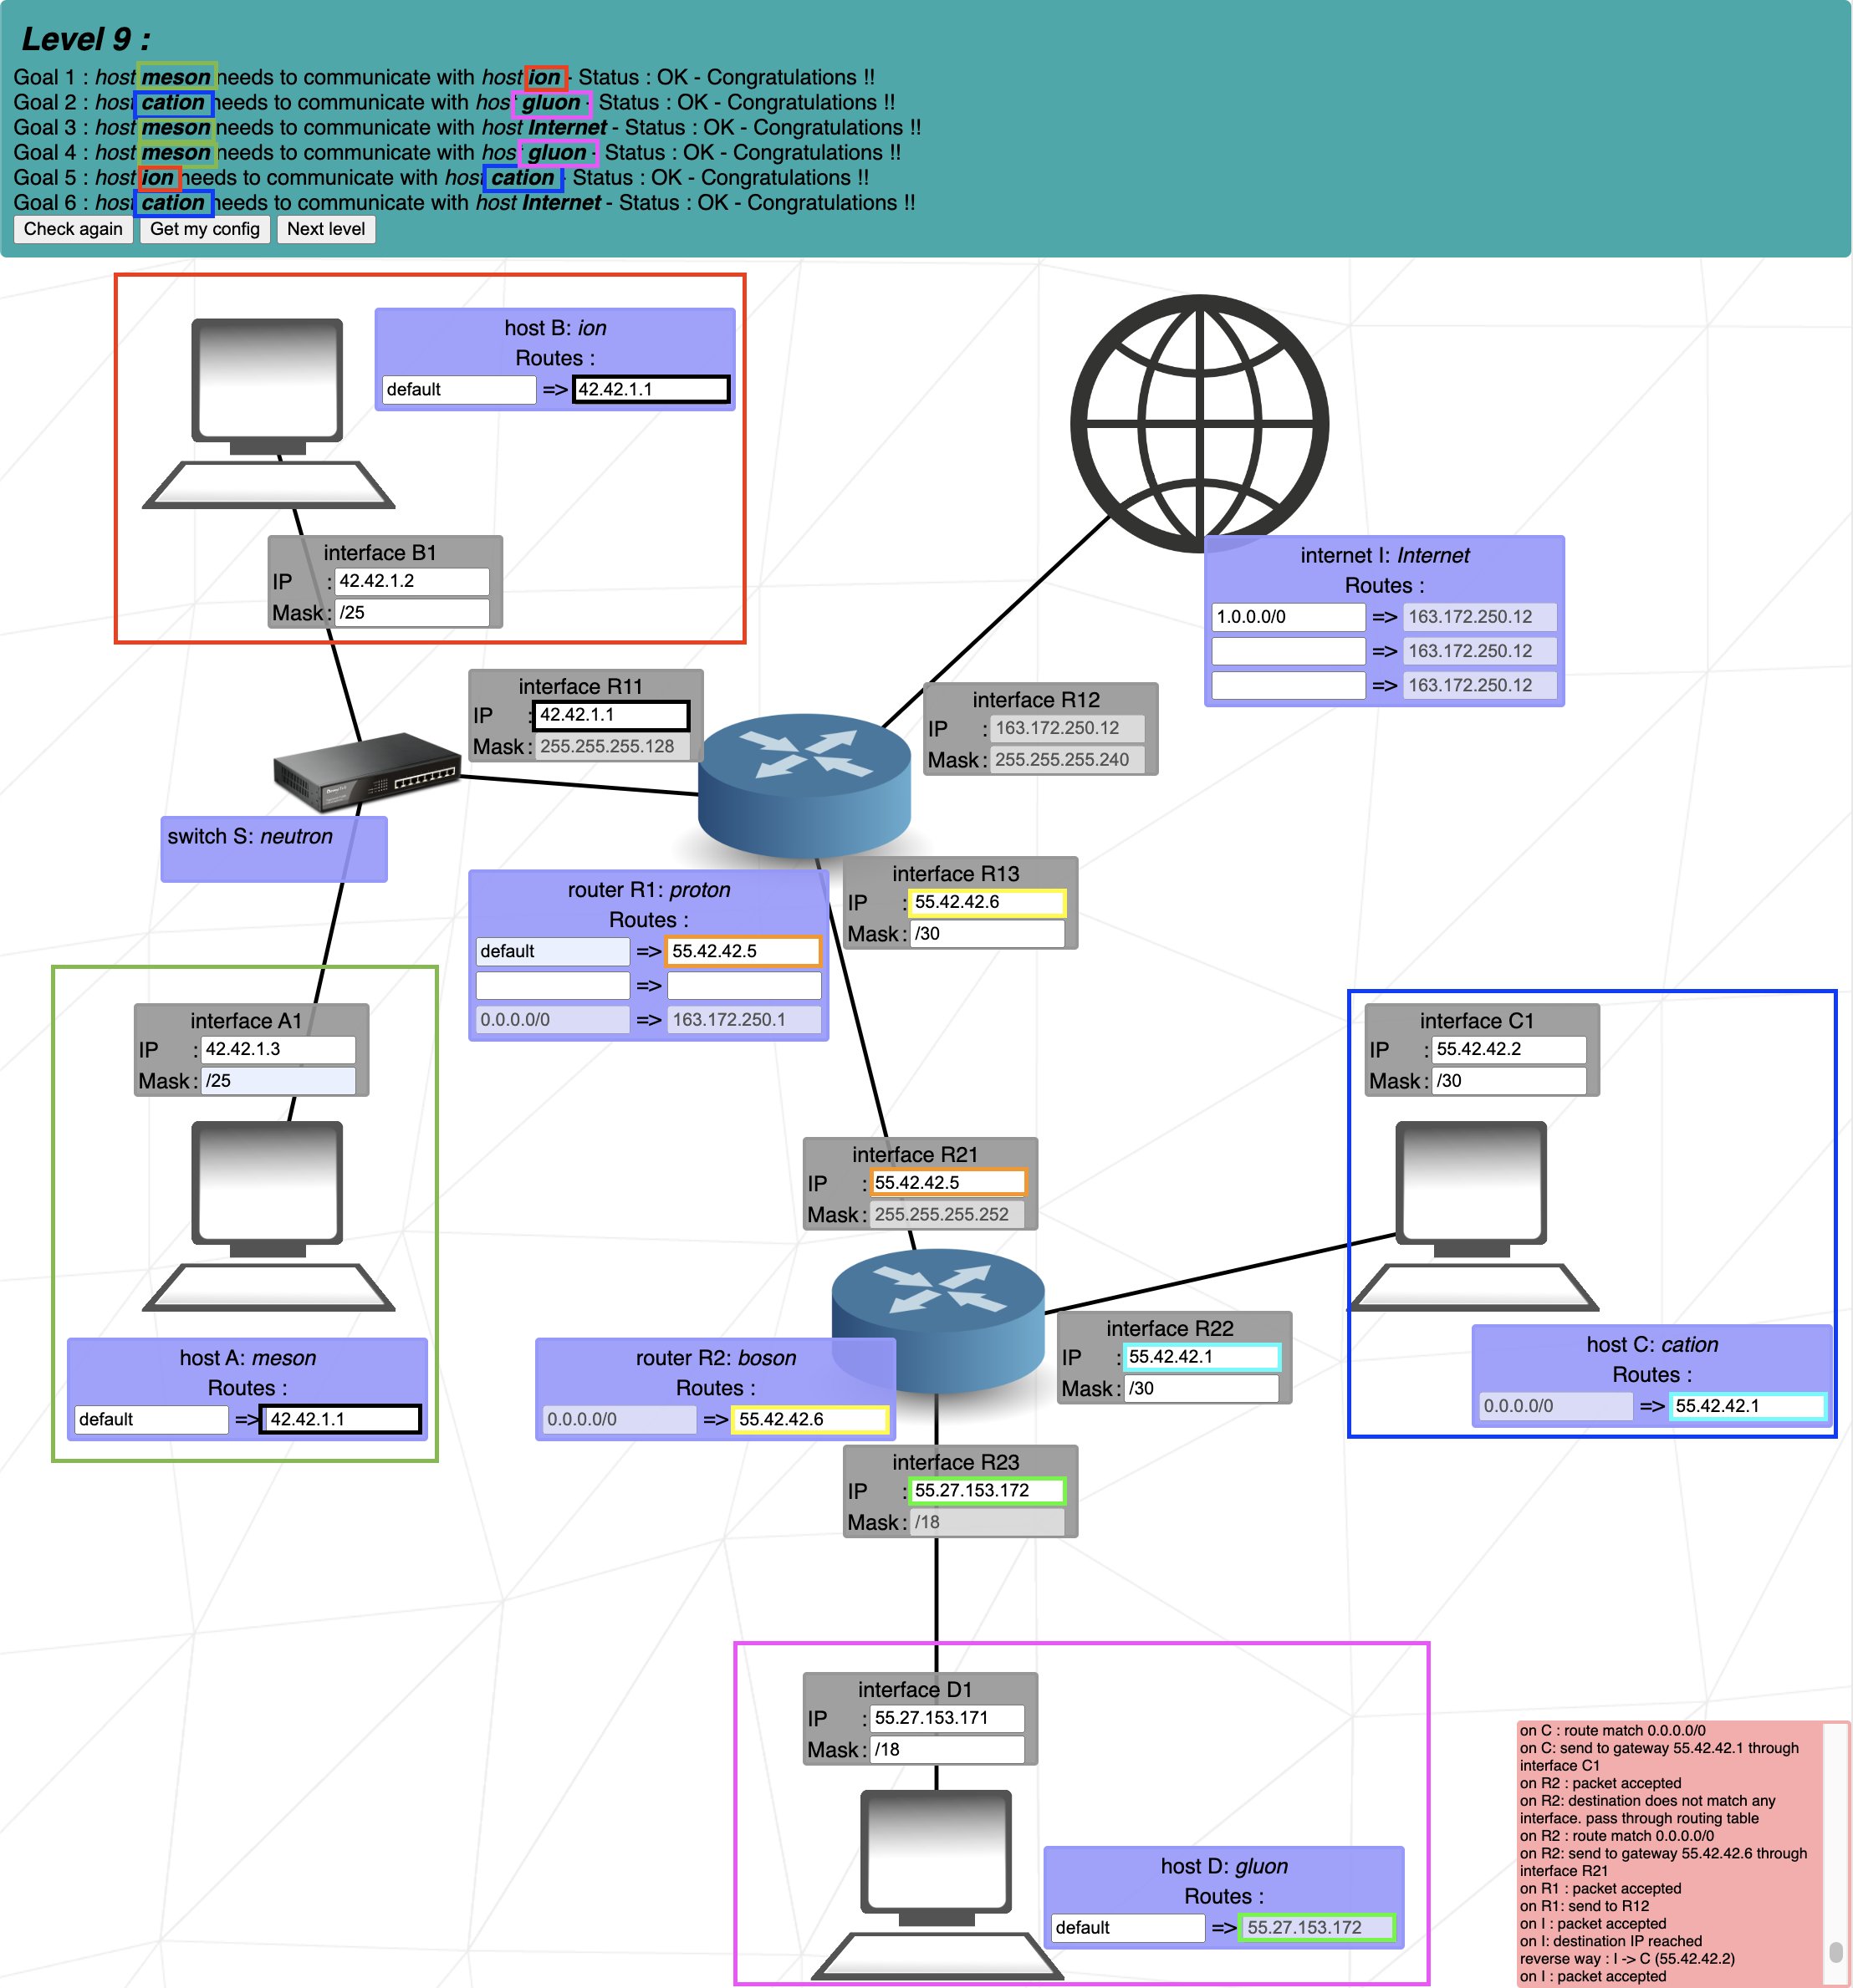 Level 9 :
Goal 1 : host meson needs to communicate with host ion - Status : OK - Congratulations !!
Goal 2 : host cation needs to communicate with host gluon - Status : OK - Congratulations !!
Goal 3 : host meson needs to communicate with host Internet - Status : OK - Congratulations !!
Goal 4 : host meson needs to communicate with host gluon - Status : OK - Congratulations !!
Goal 5 : host ion needs to communicate with host cation - Status : OK - Congratulations !!
Goal 6 : host cation needs to communicate with host Internet - Status : OK - Congratulations !!
Check again Get my config Next level
host B: ion
Routes :
default => 42.42.1.1
interface B1
IP : 42.42.1.2
Mask : /25
internet I: Internet
Routes :
1.0.0.0/0 => 163.172.250.12
=> 163.172.250.12
=> 163.172.250.12
interface R11
IP : 42.42.1.1
Mask : 255.255.255.128
interface R12
IP : 163.172.250.12
Mask : 255.255.255.240
switch S: neutron
router R1: proton
Routes :
default => 55.42.42.5
=>
0.0.0.0/0 => 163.172.250.1
interface R13
IP : 55.42.42.6
Mask : /30
interface A1
IP : 42.42.1.3
Mask : /25
interface C1
IP : 55.42.42.2
Mask : /30
interface R21
IP : 55.42.42.5
Mask : 255.255.255.252
host A: meson
Routes :
default => 42.42.1.1
router R2: boson
Routes :
0.0.0.0/0 => 55.42.42.6
interface R22
IP : 55.42.42.1
Mask : /30
host C: cation
Routes :
0.0.0.0/0 => 55.42.42.1
interface R23
IP : 55.27.153.172
Mask : /18
interface D1
IP : 55.27.153.171
Mask : /18
host D: gluon
Routes :
default => 55.27.153.172
on C : route match 0.0.0.0/0
on C: send to gateway 55.42.42.1 through
interface C1
on R2 : packet accepted
on R2: destination does not match any
interface. pass through routing table
on R2 : route match 0.0.0.0/0
on R2: send to gateway 55.42.42.6 through
interface R21
on R1 : packet accepted
on R1: send to R12
on I : packet accepted
on I: destination IP reached
reverse way : I -> C (55.42.42.2)
on I : packet accepted